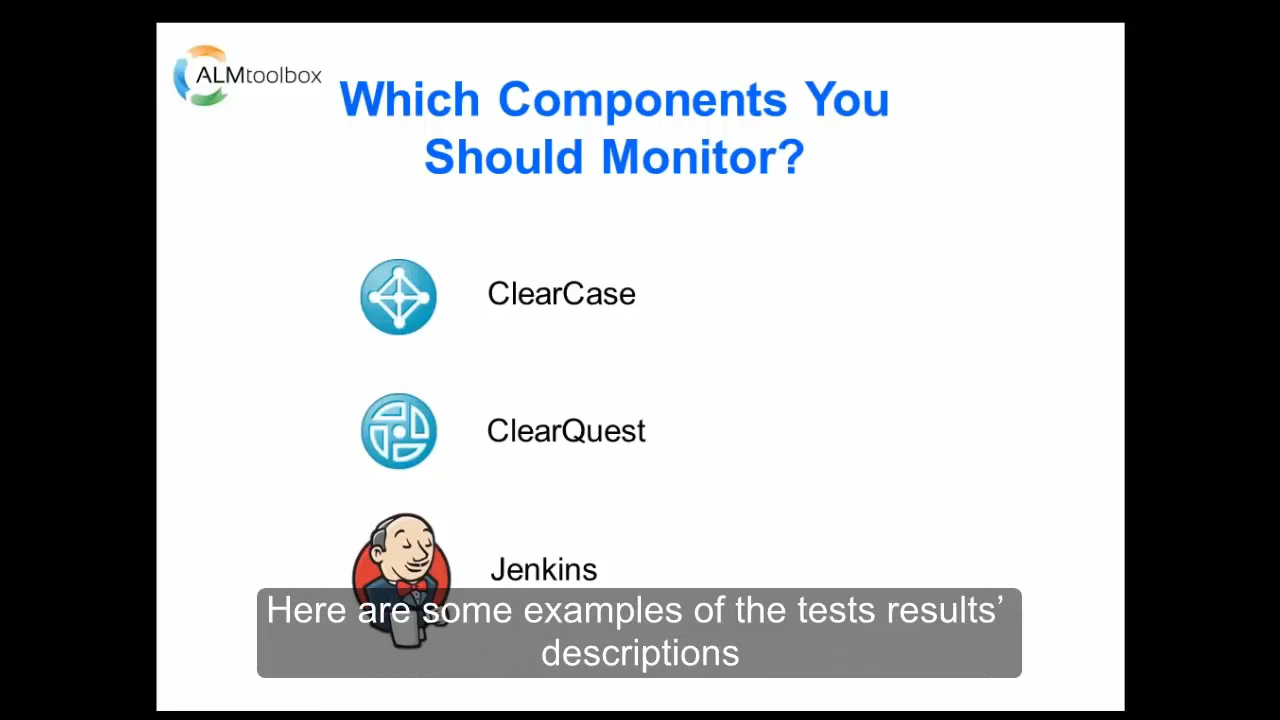 ALMtoolbox
Which Components You
Should Monitor?
ClearCase
ClearQuest
Jenkins
Here are some examples of the tests results’
descriptions